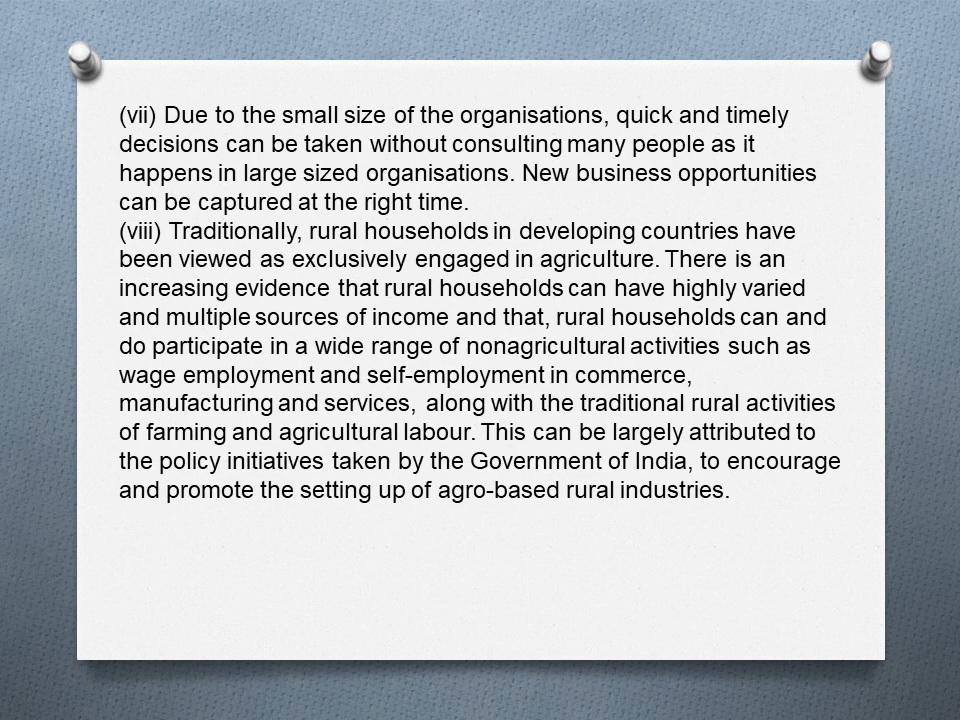 (vii) Due to the small size of the organisations, quick and timely
decisions can be taken without consulting many people as it
happens in large sized organisations. New business opportunities
can be captured at the right time.
(viii) Traditionally, rural households in developing countries have
been viewed as exclusively engaged in agriculture. There is an
increasing evidence that rural households can have highly varied
and multiple sources of income and that, rural households can and
do participate in a wide range of nonagricultural activities such as
wage employment and self-employment in commerce,
manufacturing and services, along with the traditional rural activities
of farming and agricultural labour. This can be largely attributed to
the policy initiatives taken by the Government of India, to encourage
and promote the setting up of agro-based rural industries.